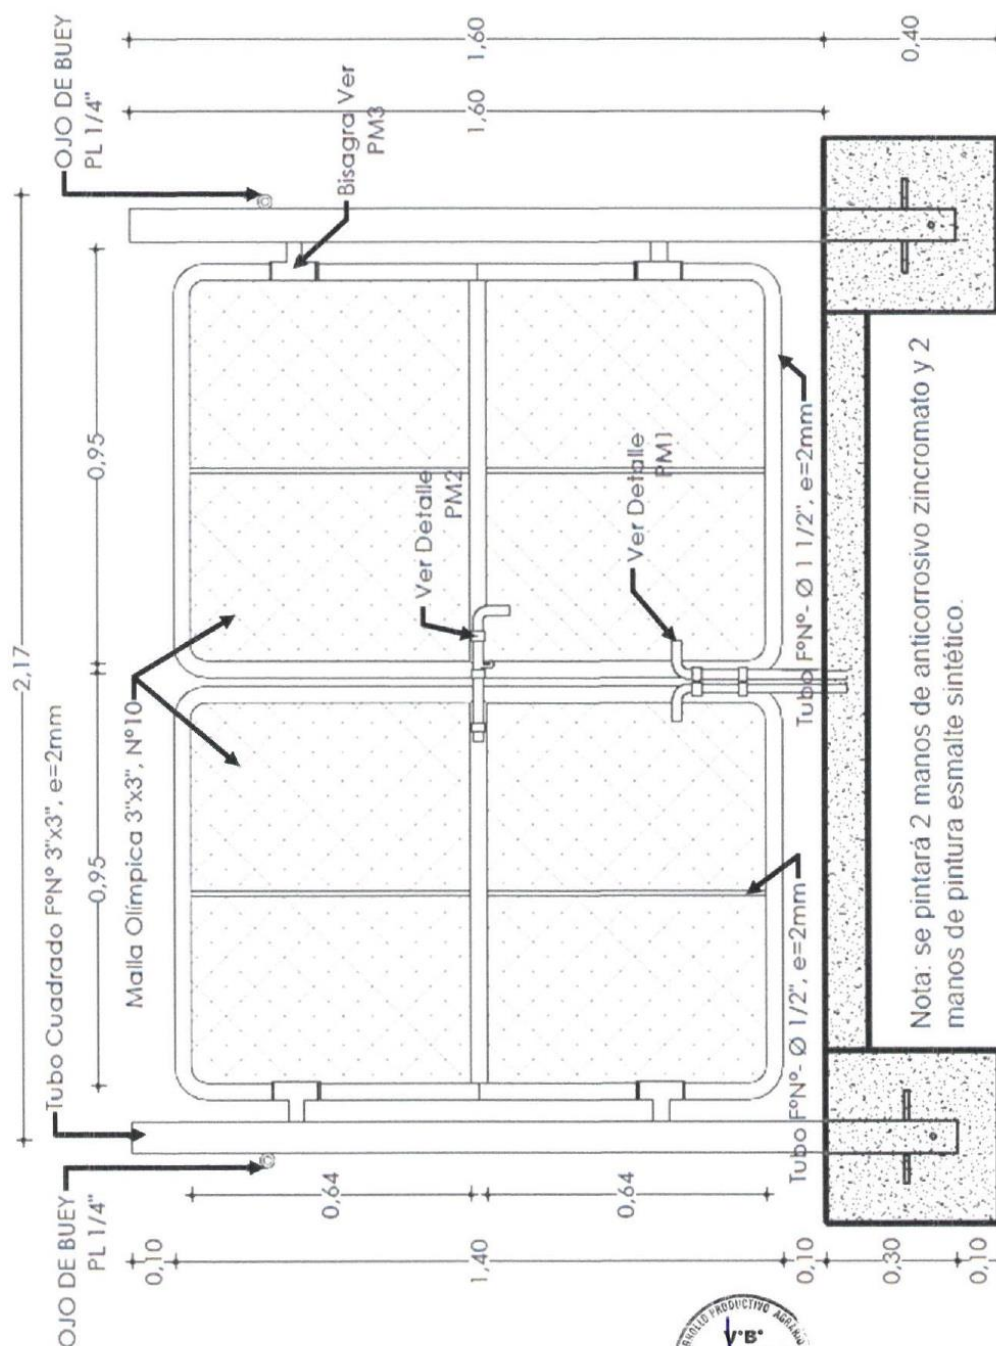 2,17
0,95
0,95
OJO DE BUEY
PL 1/4"
Tubo Cuadrado FºNº 3"x3", e=2mm
Malla Olímpica 3"x3", Nº10
OJO DE BUEY
PL 1/4"
Bisagra Ver
PM3
Ver Detalle
PM2
Ver Detalle
PM1
0,10
1,40
0,10
0,30
0,10
0,64
0,64
1,60
1,60
0,40
Tubo FºNº- Ø 1/2", e=2mm
Tubo FºNº- Ø 1 1/2", e=2mm
Nota: se pintará 2 manos de anticorrosivo zincromato y 2
manos de pintura esmalte sintético.
PRODUCTIVO AGRARIO
V°B°